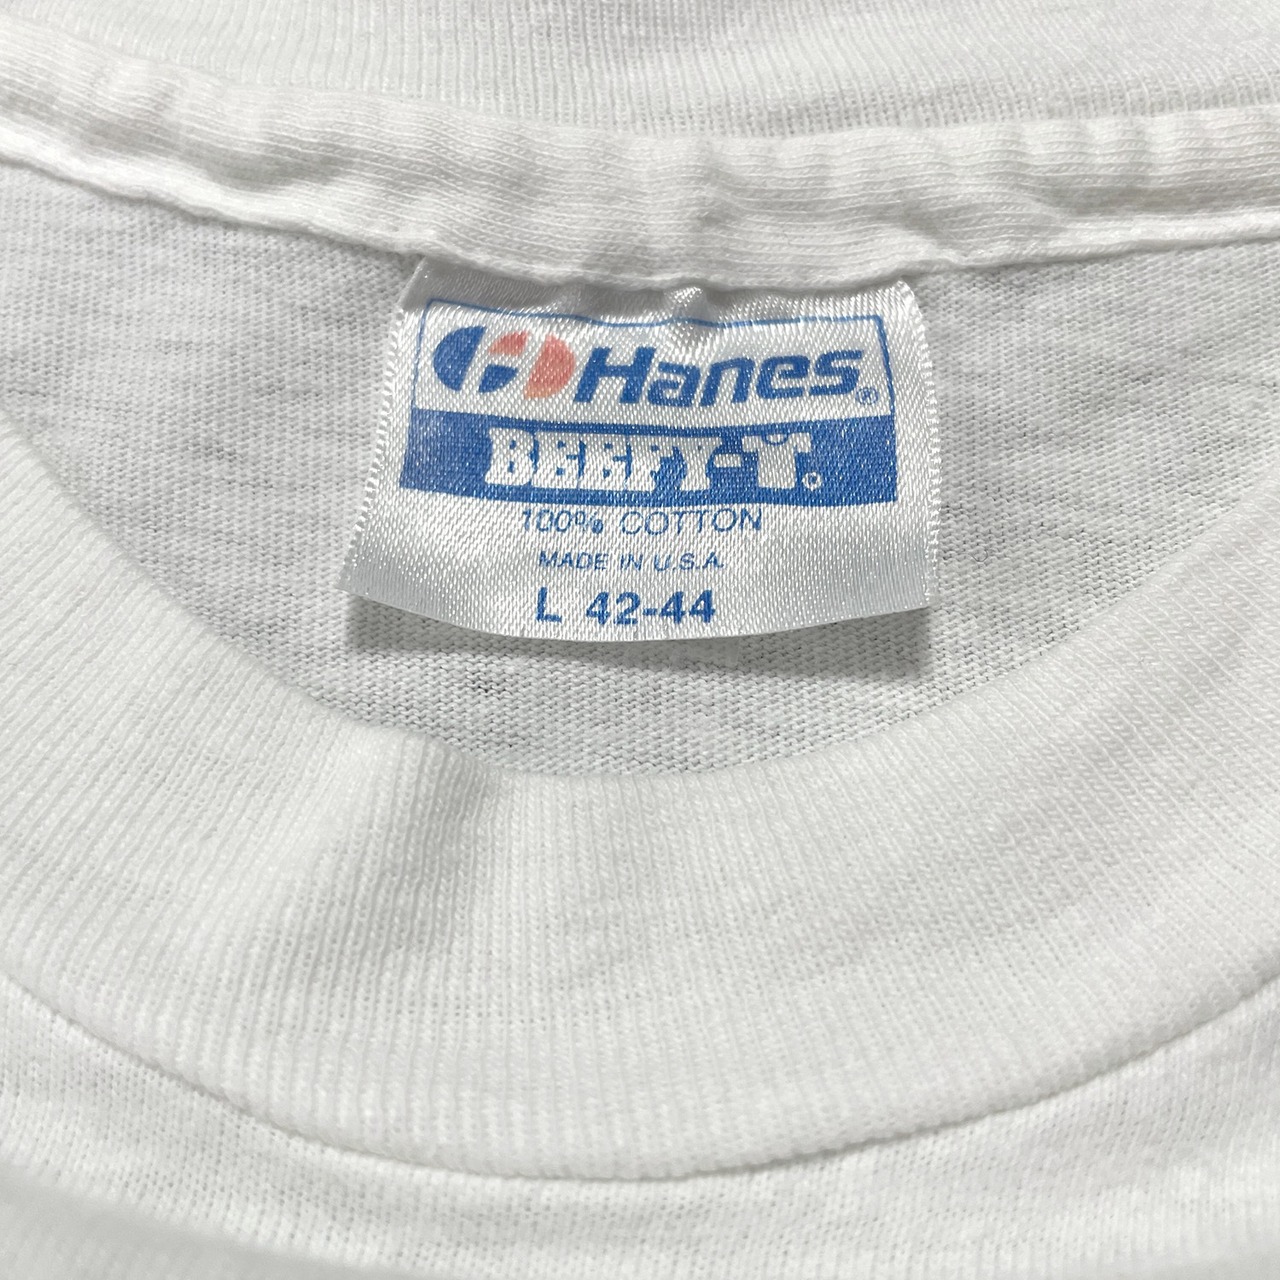 Hanes®
BEEFY-T®
100% COTTON
MADE IN U.S.A.
L 42-44